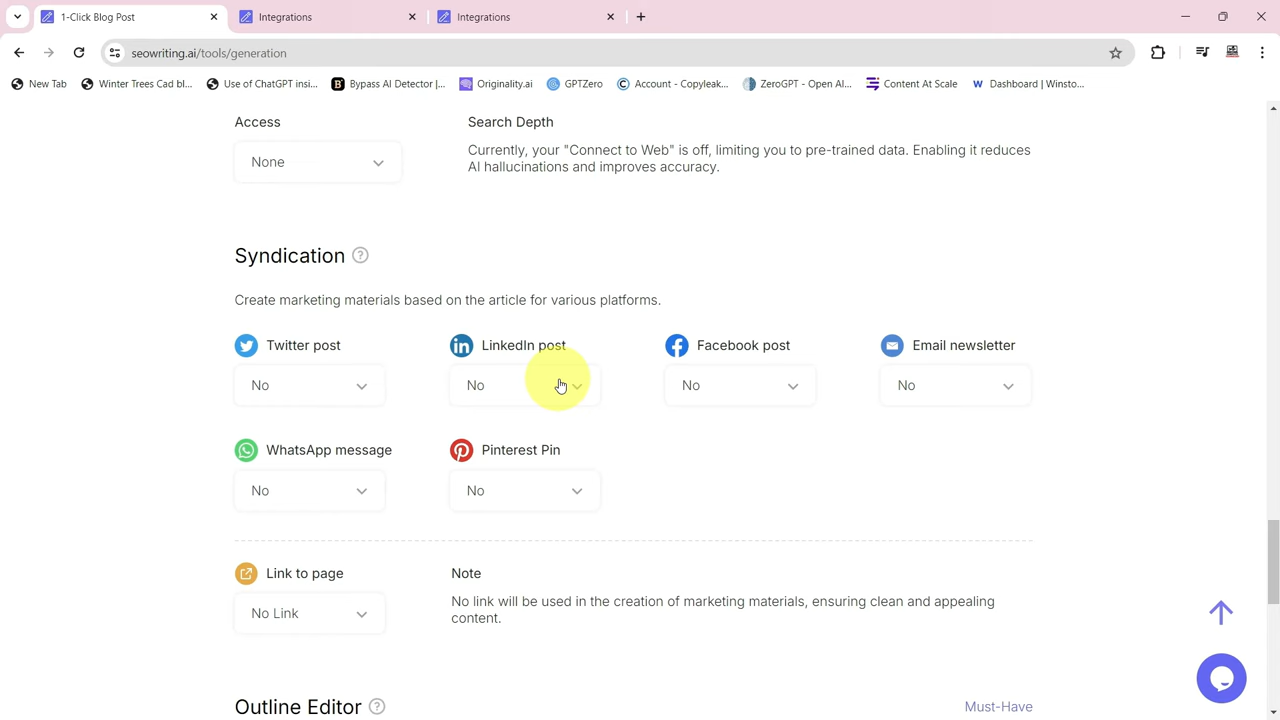 1-Click Blog Post
Integrations
Integrations
seowriting.ai/tools/generation
New Tab
Winter Trees Cad bl...
Use of ChatGPT insi...
Bypass AI Detector |...
Originality.ai
GPTZero
Account - Copyleak...
ZeroGPT - Open AI...
Content At Scale
Dashboard | Winsto...
Access
Search Depth
None
Currently, your "Connect to Web" is off, limiting you to pre-trained data. Enabling it reduces
AI hallucinations and improves accuracy.
Syndication
Create marketing materials based on the article for various platforms.
Twitter post
LinkedIn post
Facebook post
Email newsletter
No
No
No
No
WhatsApp message
Pinterest Pin
No
No
Link to page
Note
No Link
No link will be used in the creation of marketing materials, ensuring clean and appealing
content.
Outline Editor
Must-Have